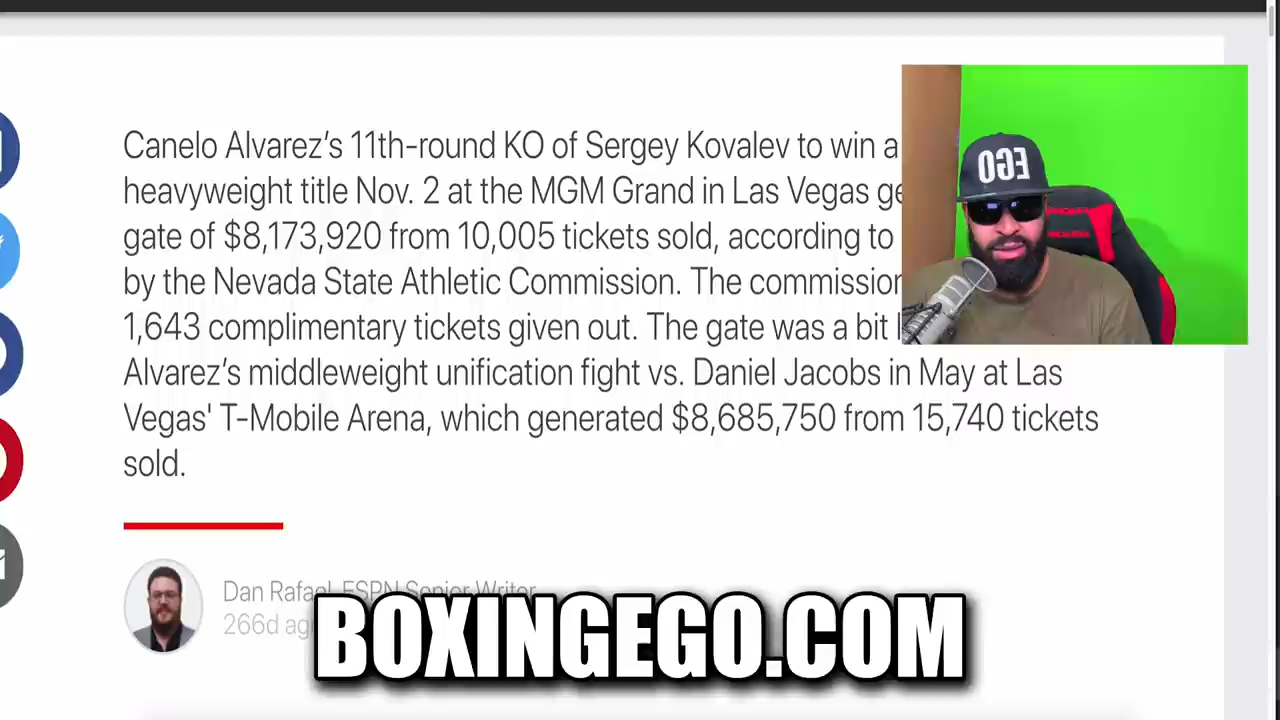 Canelo Alvarez’s 11th-round KO of Sergey Kovalev to win a
heavyweight title Nov. 2 at the MGM Grand in Las Vegas
gate of $8,173,920 from 10,005 tickets sold, according to
by the Nevada State Athletic Commission. The
1,643 complimentary tickets given out. The gate was a bit
Alvarez’s middleweight unification fight vs. Daniel Jacobs in May at Las
Vegas' T-Mobile Arena, which generated $8,685,750 from 15,740 tickets
sold.
EGO
Dan Rafael, ESPN Senior Writer
266d
BOXINGEGO.COM